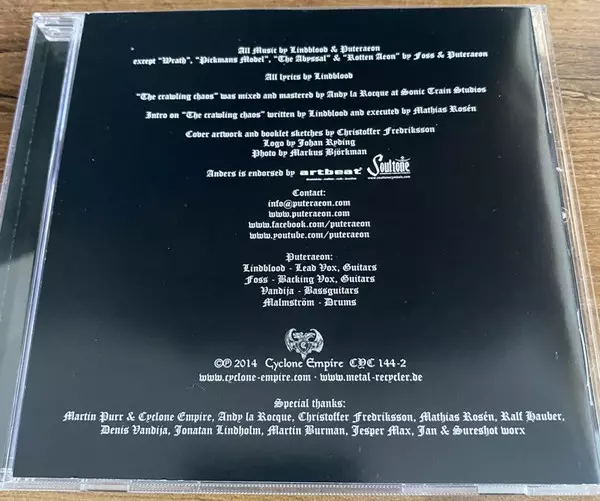 All Music by Lindblood & Puteraeon
except "Wrath", "Pickmans Model", "The Abyssal" & "Rotten Aeon" by Foss & Puteraeon
All lyrics by Lindblood
"The crawling chaos" was mixed and mastered by Andy la Rocque at Sonic Train Studios
Intro on "The crawling chaos" written by Lindblood and executed by Mathias Rosén
Cover artwork and booklet sketches by Christoffer Fredriksson
Logo by Johan Ryding
Photo by Markus Björkman
Anders is endorsed by artbeat Soultone
www.soultonecymbals.com
Contact:
info@puteraeon.com
www.puteraeon.com
www.facebook.com/puteraeon
www.youtube.com/puteraeon
Puteraeon:
Lindblood - Lead Vox, Guitars
Foss - Backing Vox, Guitars
Vandija - Bassguitars
Malmström - Drums
©℗ 2014 Cyclone Empire CYC 144-2
www.cyclone-empire.com · www.metal-recycler.de
Special thanks:
Martin Purr & Cyclone Empire, Andy la Rocque, Christoffer Fredriksson, Mathias Rosén, Ralf Hauber,
Denis Vandija, Jonatan Lindholm, Martin Burman, Jesper Max, Jan & Sureshot worx